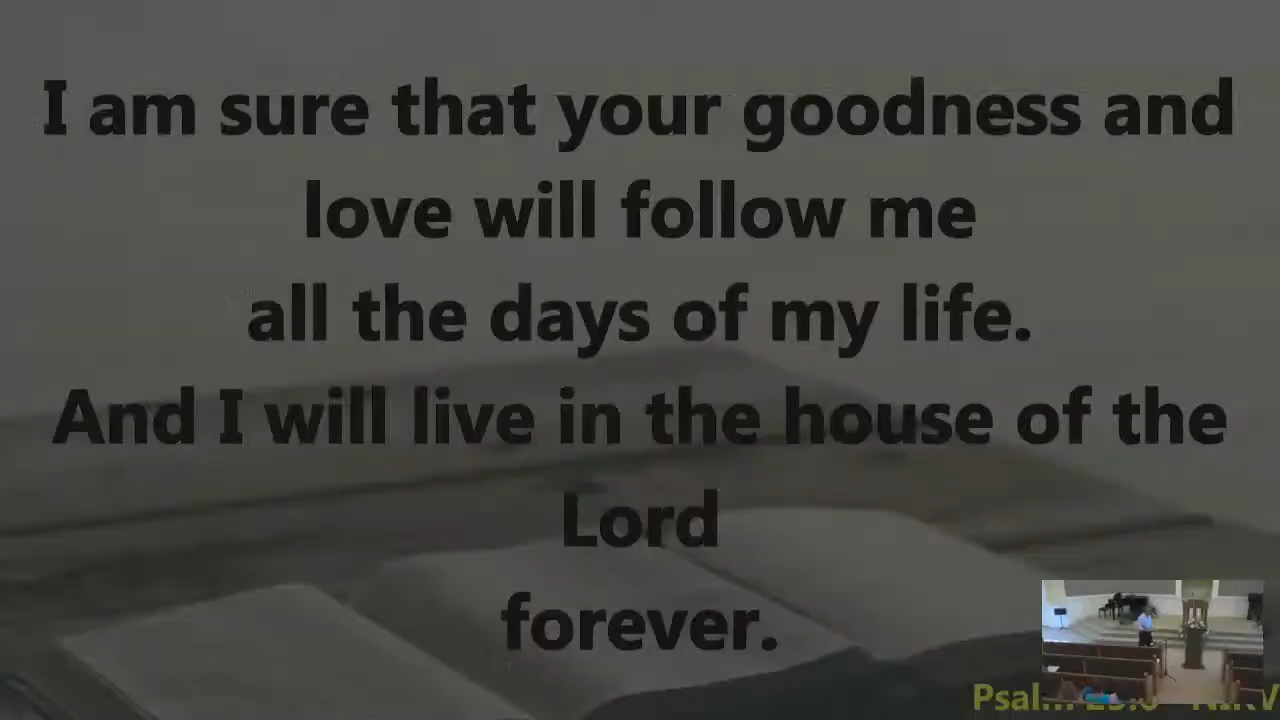 I am sure that your goodness and
love will follow me
all the days of my life.
And I will live in the house of the
Lord
forever.